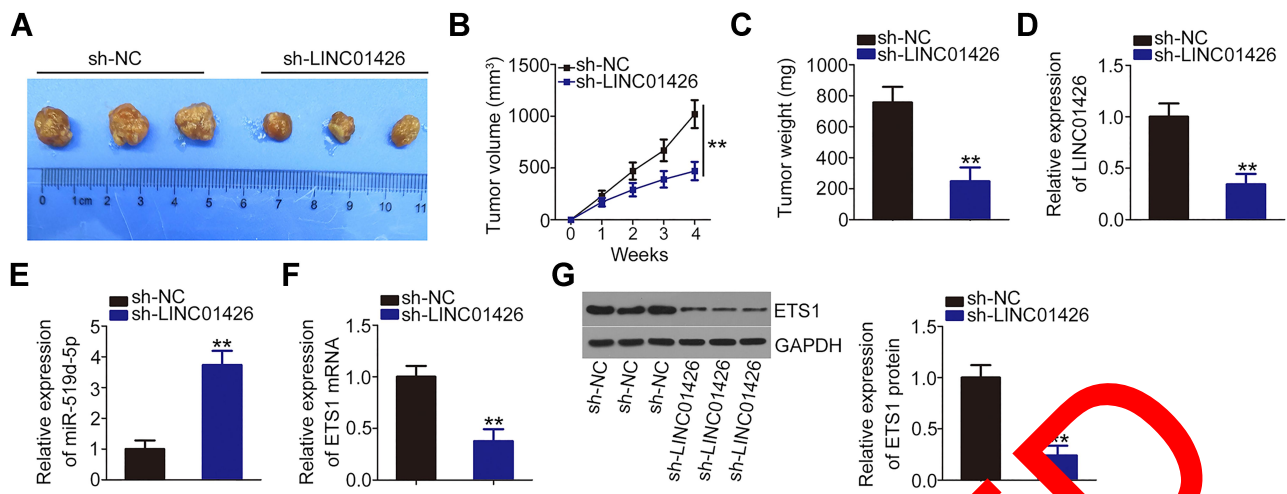 A
sh-NC
sh-LINC01426
0 1cm 2 3 4 5 6 7 8 9 10 11
B
Tumor volume (mm³)
1500
1000
500
0
sh-NC
sh-LINC01426
**
0 1 2 3 4
Weeks
C
sh-NC
sh-LINC01426
Tumor weight (mg)
1000
800
600
400
200
0
**
D
sh-NC
sh-LINC01426
Relative expression
of LINC01426
1.5
1.0
0.5
0.0
**
E
sh-NC
sh-LINC01426
Relative expression
of miR-519d-5p
5
4
3
2
1
0
**
F
sh-NC
sh-LINC01426
Relative expression
of ETS1 mRNA
1.5
1.0
0.5
0.0
**
G
ETS1
GAPDH
sh-NC
sh-NC
sh-NC
sh-LINC01426
sh-LINC01426
sh-LINC01426
sh-NC
sh-LINC01426
Relative expression
of ETS1 protein
1.5
1.0
0.5
0.0
**